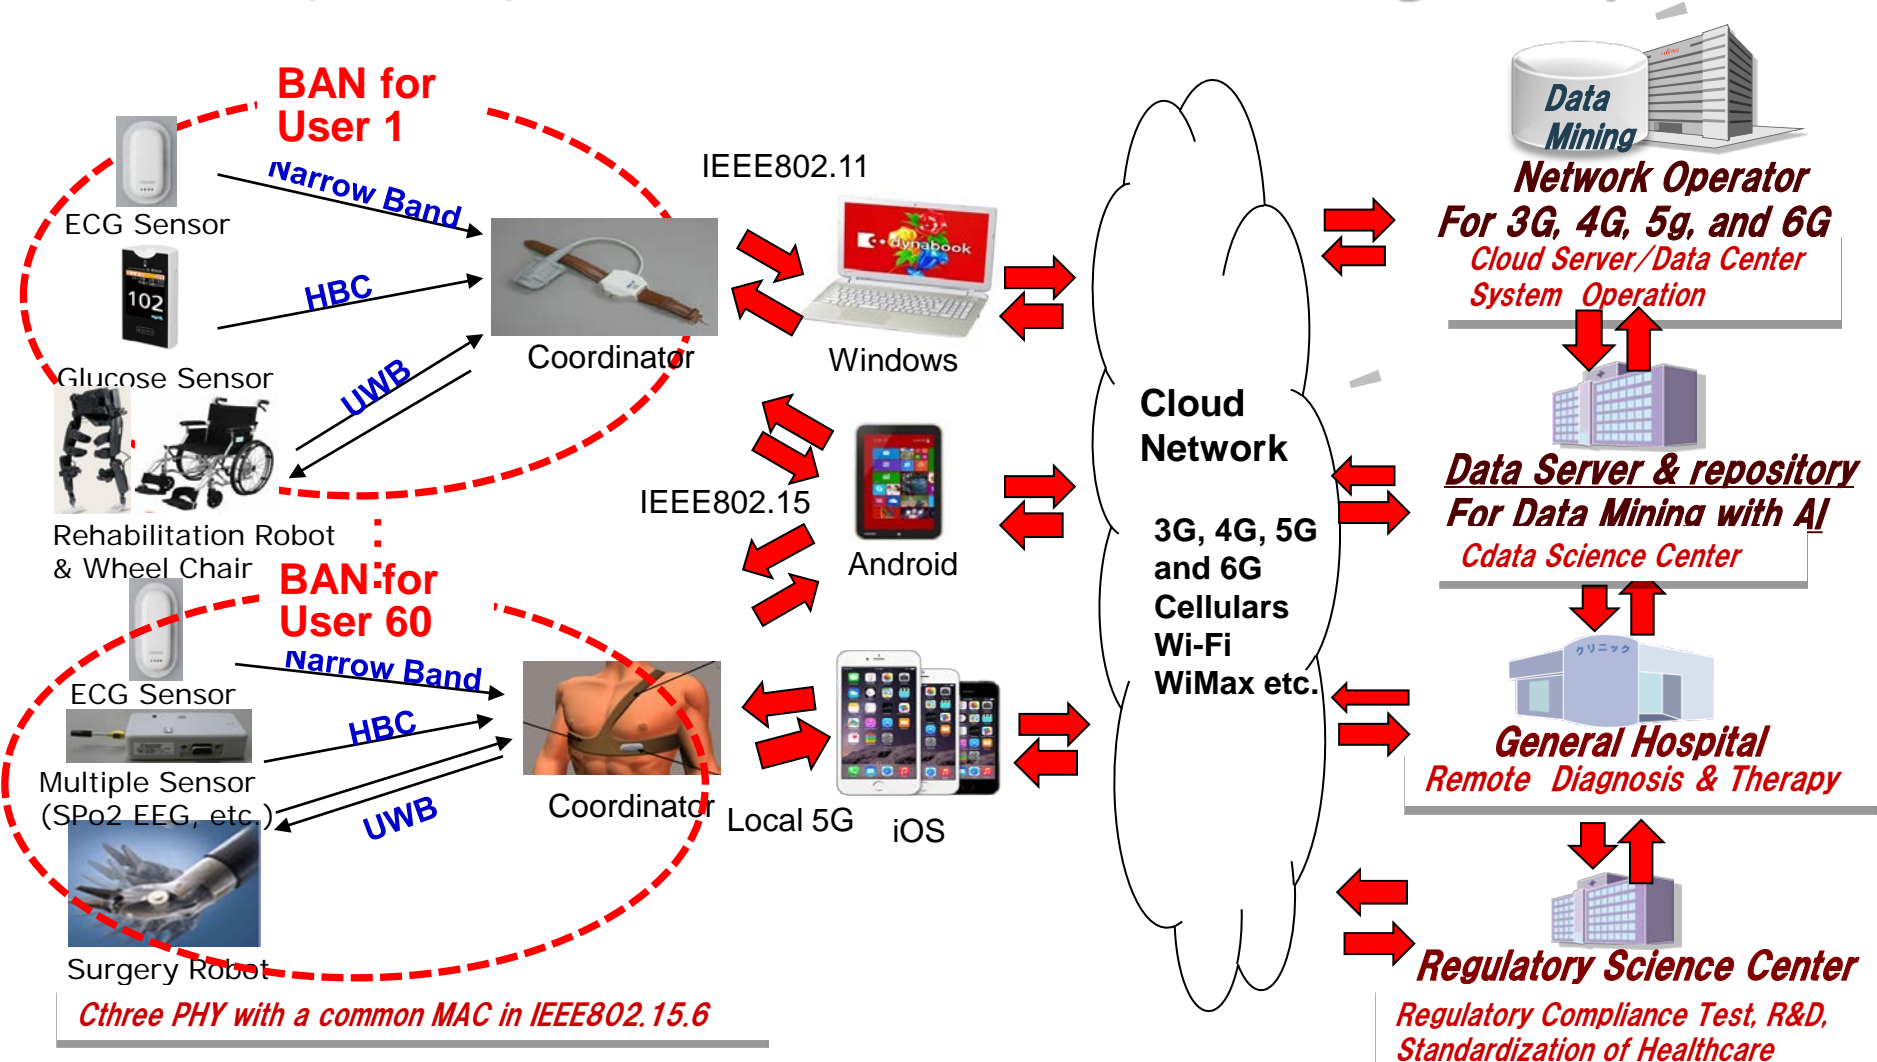 BAN for
User 1
Narrow Band
ECG Sensor
HBC
102
Glucose Sensor
UWB
Coordinator
Rehabilitation Robot
& Wheel Chair
BAN for
User 60
Narrow Band
ECG Sensor
HBC
Multiple Sensor
(SPo2 EEG, etc.)
UWB
Coordinator
Surgery Robot
Cthree PHY with a common MAC in IEEE802.15.6
IEEE802.11
dynabook
Windows
IEEE802.15
Android
Local 5G
iOS
Cloud
Network
3G, 4G, 5G
and 6G
Cellulars
Wi-Fi
WiMax etc.
Data
Mining
Network Operator
For 3G, 4G, 5g, and 6G
Cloud Server/Data Center
System Operation
Data Server & repository
For Data Mining with AI
Cdata Science Center
クリニック
General Hospital
Remote Diagnosis & Therapy
Regulatory Science Center
Regulatory Compliance Test, R&D,
Standardization of Healthcare